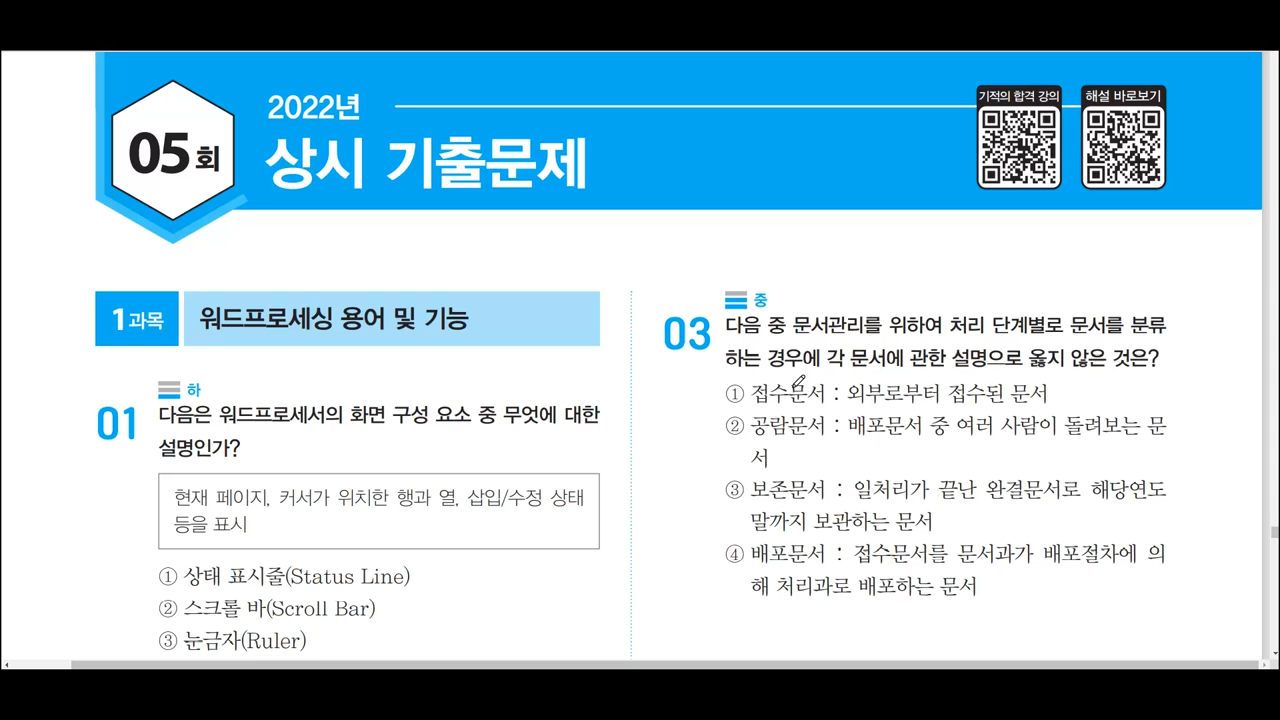 05회
2022년
상시 기출문제
기적의 합격 강의
해설 바로보기
1과목 워드프로세싱 용어 및 기능
하
01 다음은 워드프로세서의 화면 구성 요소 중 무엇에 대한
설명인가?
현재 페이지, 커서가 위치한 행과 열, 삽입/수정 상태
등을 표시
① 상태 표시줄(Status Line)
② 스크롤 바(Scroll Bar)
③ 눈금자(Ruler)
중
03 다음 중 문서관리를 위하여 처리 단계별로 문서를 분류
하는 경우에 각 문서에 관한 설명으로 옳지 않은 것은?
① 접수문서 : 외부로부터 접수된 문서
② 공람문서 : 배포문서 중 여러 사람이 돌려보는 문
서
③ 보존문서 : 일처리가 끝난 완결문서로 해당연도
말까지 보관하는 문서
④ 배포문서 : 접수문서를 문서과가 배포절차에 의
해 처리과로 배포하는 문서